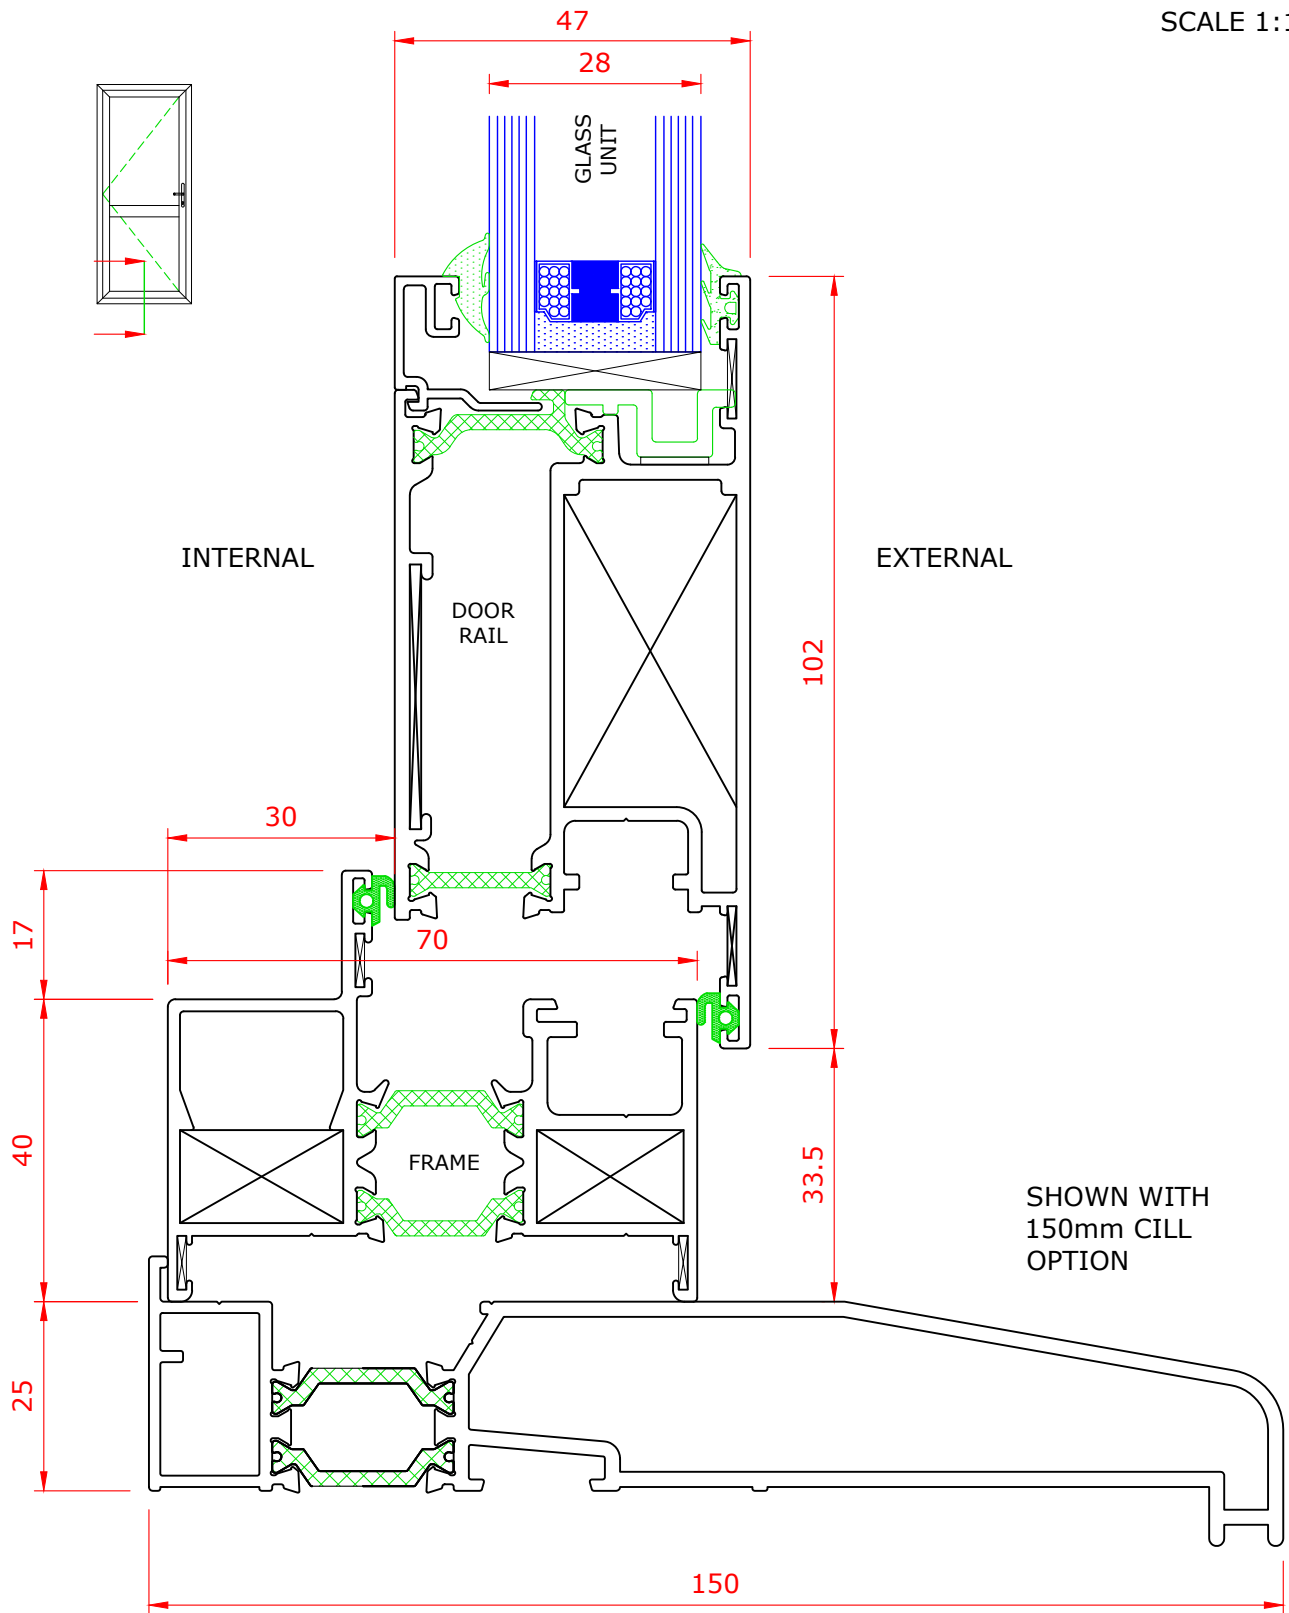 47
SCALE 1:1
28
GLASS
UNIT
INTERNAL
EXTERNAL
DOOR
RAIL
102
30
17
70
40
FRAME
33.5
SHOWN WITH
150mm CILL
OPTION
25
150